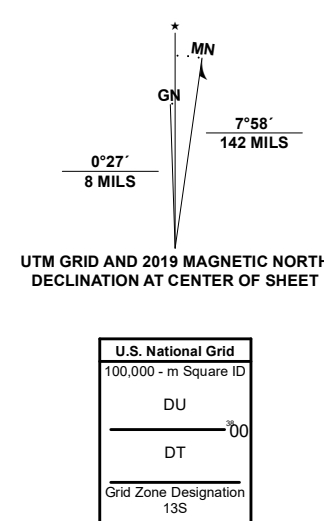 ★
MN
GN
7°58´
142 MILS
0°27´
8 MILS
UTM GRID AND 2019 MAGNETIC NORTH
DECLINATION AT CENTER OF SHEET
U.S. National Grid
100,000 - m Square ID
DU
3800
DT
Grid Zone Designation
13S